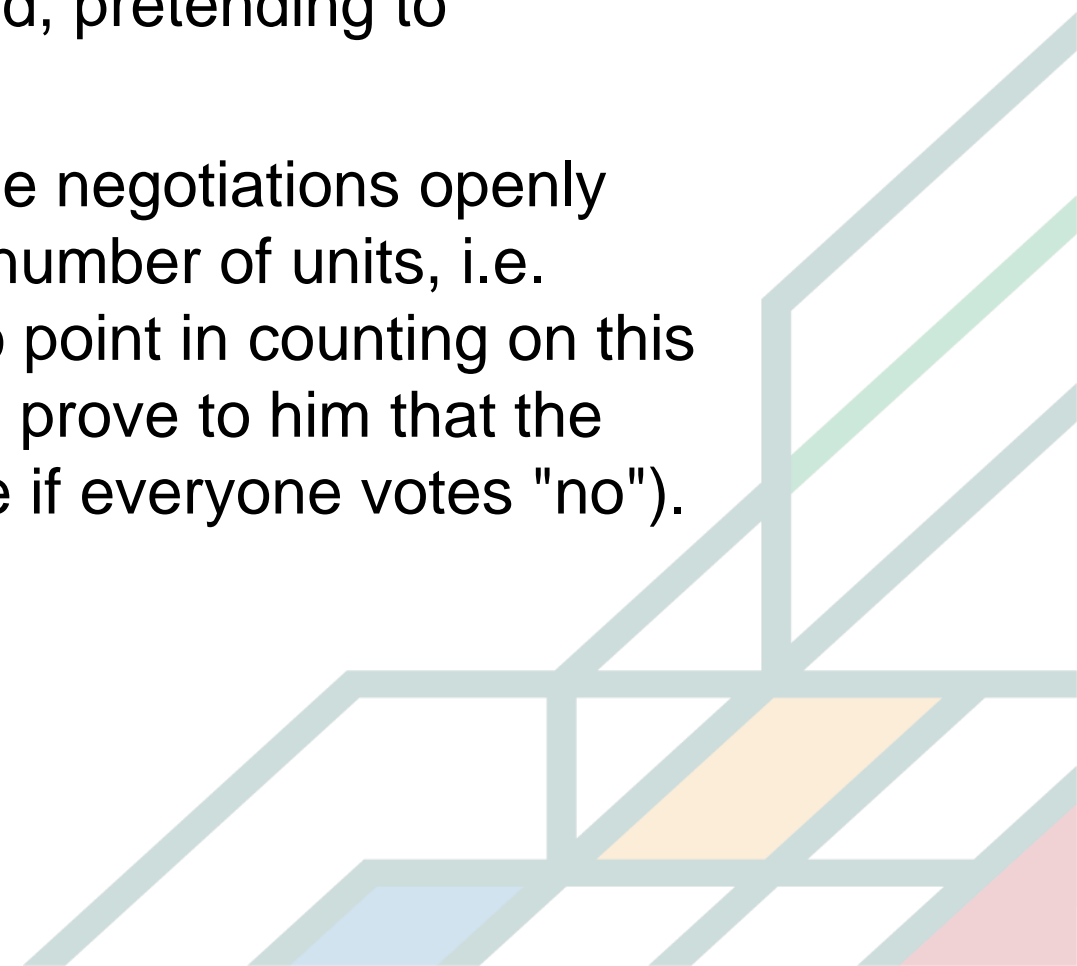 d, pretending to
e negotiations openly
number of units, i.e.
point in counting on this
prove to him that the
e if everyone votes "no").